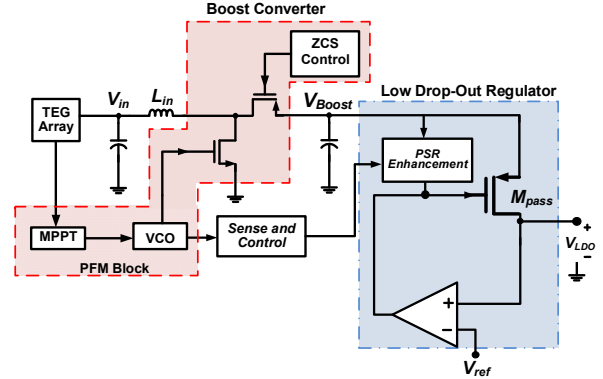 Boost Converter
ZCS
Control
TEG
Array
Vin
Lin
VBoost
Low Drop-Out Regulator
PSR
Enhancement
Mpass
MPPT
VCO
Sense and
Control
PFM Block
+
VLDO
−
+
−
Vref